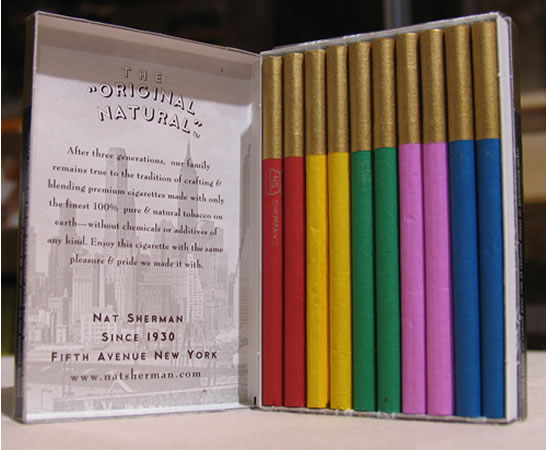 THE
"ORIGINAL
NATURAL"™
After three generations, our family
remains true to the tradition of crafting &
blending premium cigarettes made with only
the finest 100% pure & natural tobacco on
earth—without chemicals or additives of
any kind. Enjoy this cigarette with the same
pleasure & pride we made it with.
NAT SHERMAN
SINCE 1930
FIFTH AVENUE NEW YORK
www.natsherman.com